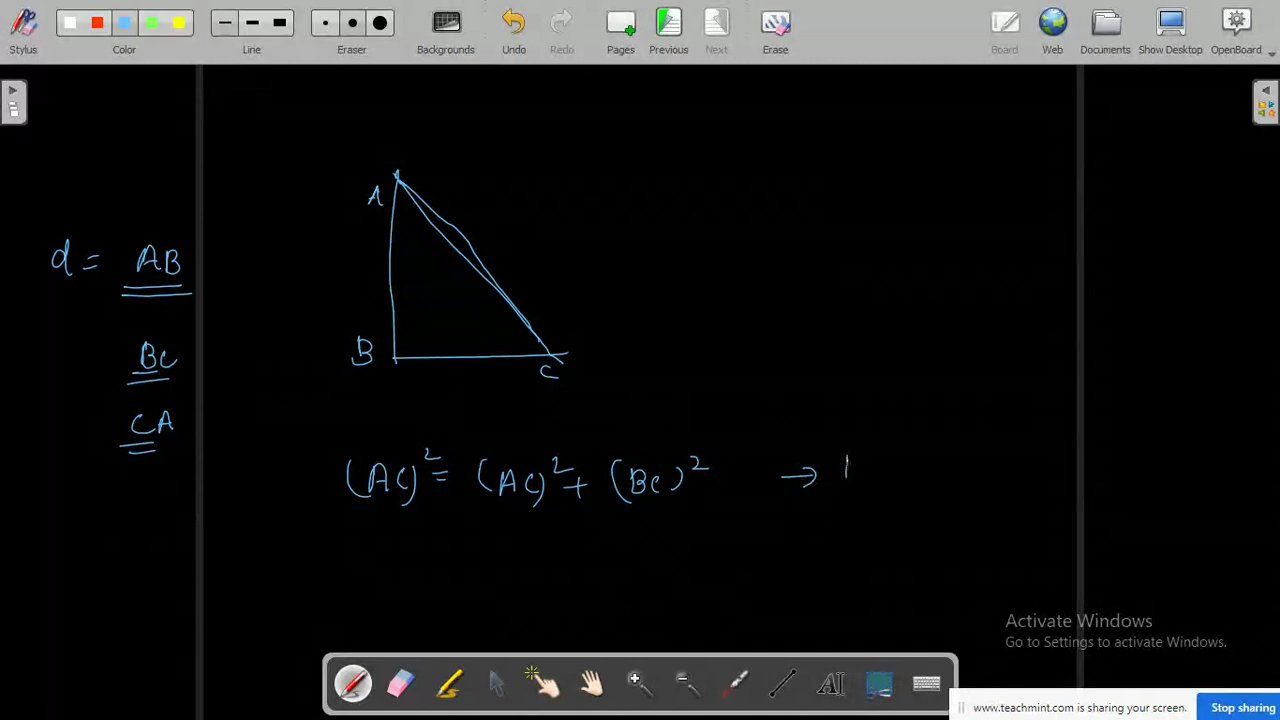 Stylus Color Line Eraser Backgrounds Undo Redo Pages Previous Next Erase Board Web Documents Show Desktop OpenBoard
A
d = AB
B
BC
C
CA
(AC)² = (AC)² + (BC)² →
Activate Windows
Go to Settings to activate Windows.
AI
www.teachmint.com is sharing your screen. Stop sharing